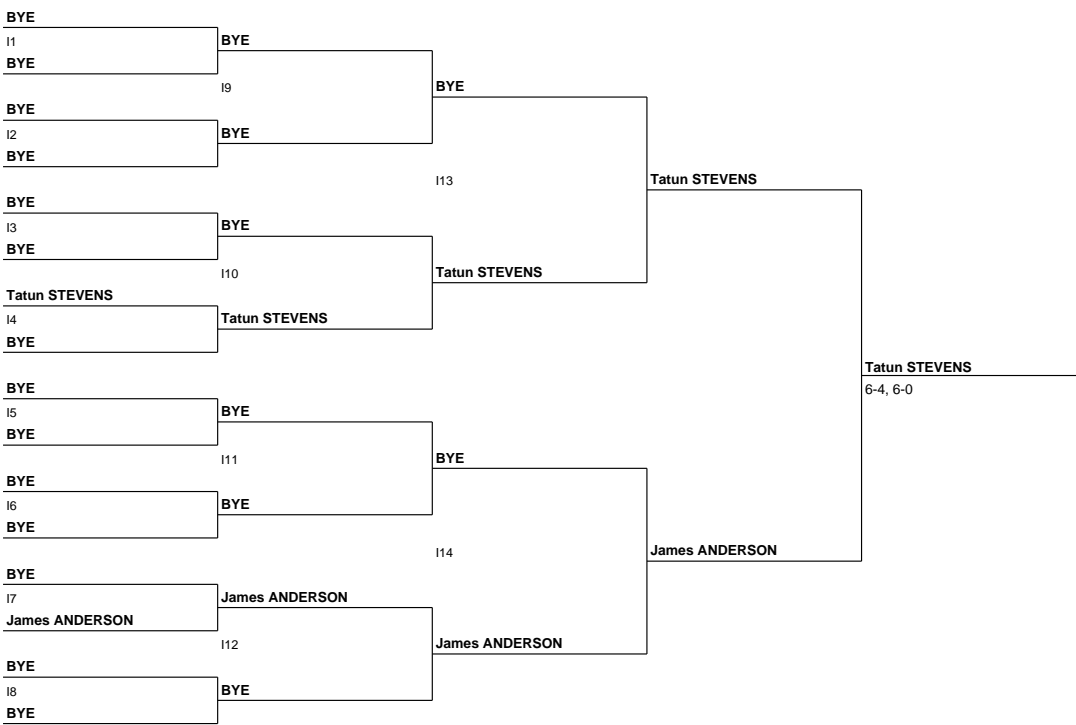 BYE
I1
BYE
BYE
I9
BYE
BYE
I2
BYE
BYE
I13
Tatun STEVENS
BYE
I3
BYE
BYE
I10
Tatun STEVENS
Tatun STEVENS
I4
Tatun STEVENS
BYE
Tatun STEVENS
6-4, 6-0
BYE
I5
BYE
BYE
I11
BYE
BYE
I6
BYE
BYE
I14
James ANDERSON
BYE
I7
James ANDERSON
James ANDERSON
I12
James ANDERSON
BYE
I8
BYE
BYE